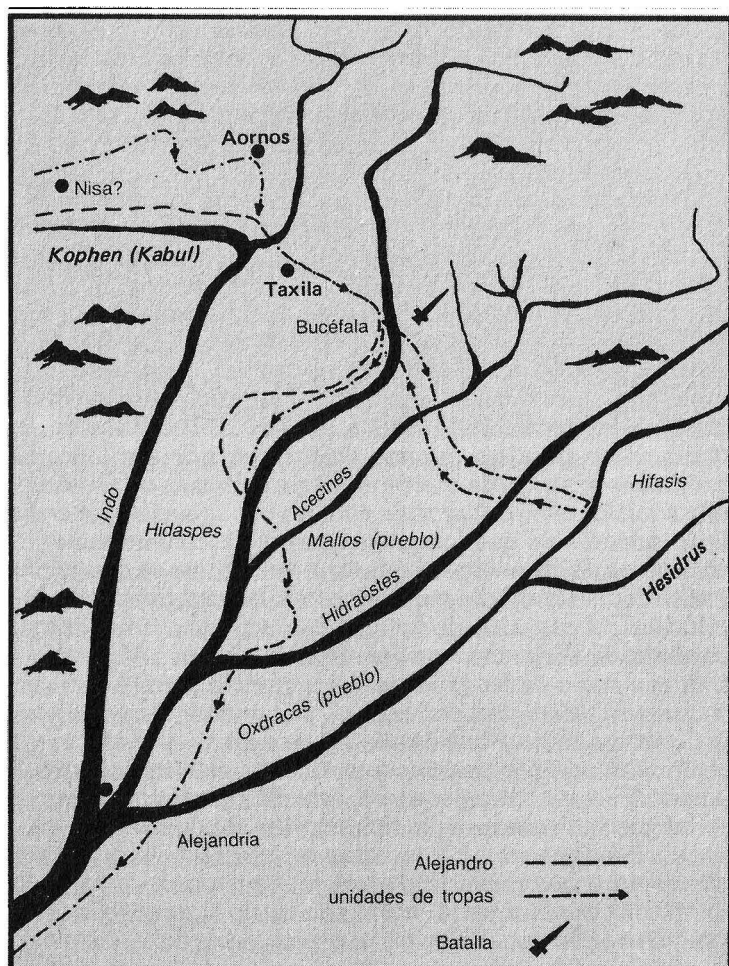 Aornos
Nisa?
Kophen (Kabul)
Taxila
Bucéfala
Indo
Hidaspes
Acecines
Mallos (pueblo)
Hifasis
Hidraostes
Hesidrus
Oxdracas (pueblo)
Alejandría
Alejandro
unidades de tropas
Batalla